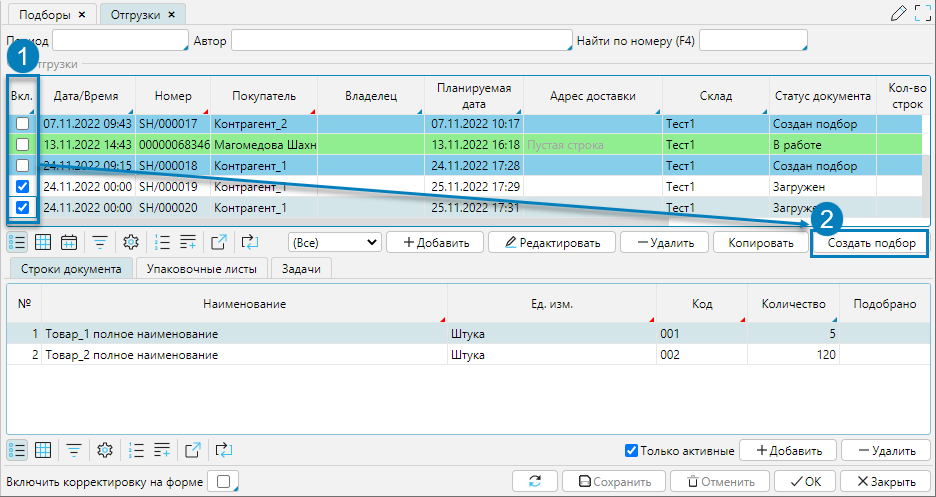 Подборы ×
Отгрузки ×
Период
Автор
Найти по номеру (F4)
1
Отгрузки
Вкл. Дата/Время Номер Покупатель Владелец Планируемая дата Адрес доставки Склад Статус документа Кол-во строк
07.11.2022 09:43 SH/000017 Контрагент_2 07.11.2022 10:17 Тест1 Создан подбор
13.11.2022 14:43 00000068346 Магомедова Шахн 13.11.2022 16:18 Пустая строка Тест1 В работе
24.11.2022 09:15 SH/000018 Контрагент_1 24.11.2022 17:28 Тест1 Создан подбор
24.11.2022 00:00 SH/000019 Контрагент_1 25.11.2022 17:29 Тест1 Загружен
24.11.2022 00:00 SH/000020 Контрагент_1 25.11.2022 17:31 Тест1 Загружен
2
(Все) + Добавить Редактировать — Удалить Копировать Создать подбор
Строки документа Упаковочные листы Задачи
№ Наименование Ед. изм. Код Количество Подобрано
1 Товар_1 полное наименование Штука 001 5
2 Товар_2 полное наименование Штука 002 120
Только активные + Добавить — Удалить
Включить корректировку на форме
Сохранить Отменить OK Закрыть